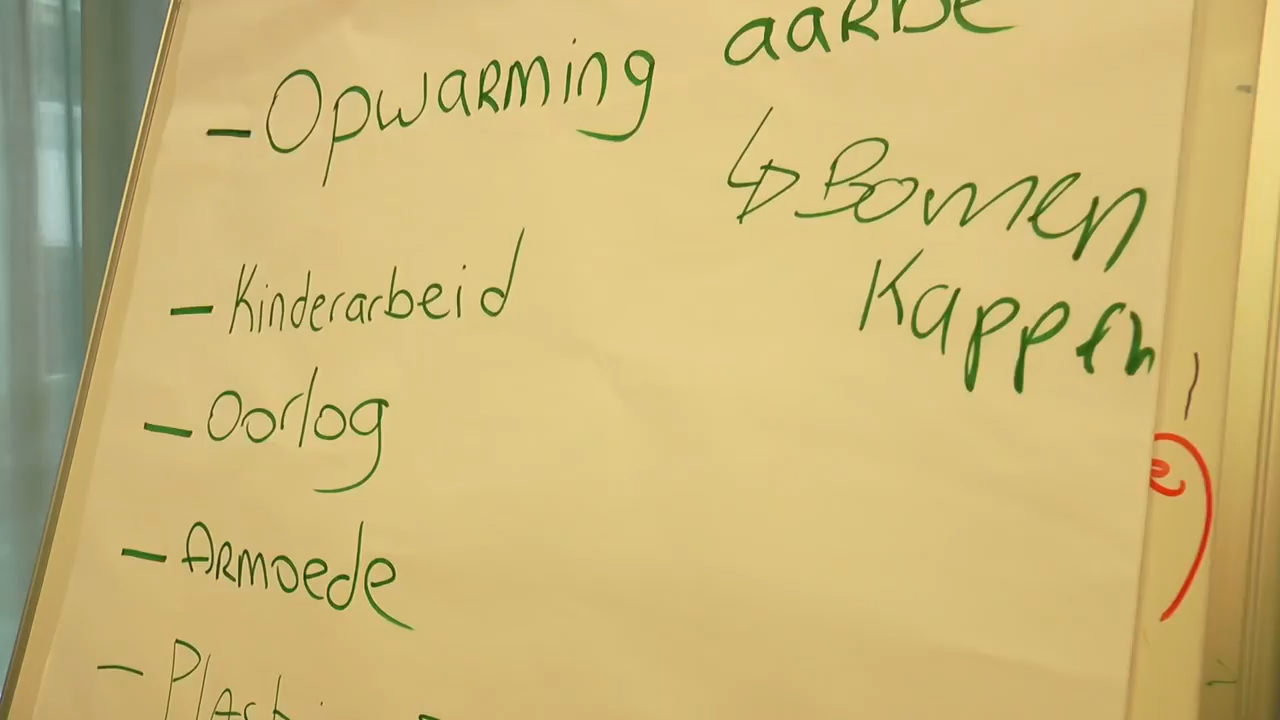 - Opwarming aarde
↳ Bomen
Kappen
- Kinderarbeid
- Oorlog
- Armoede